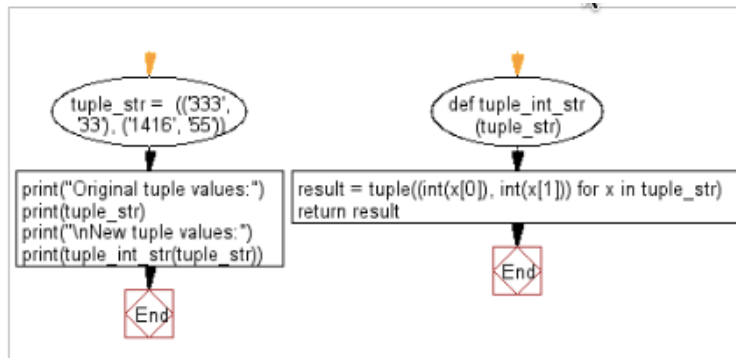 tuple_str = (('333',
'33'), ('1416', '55'))
print("Original tuple values:")
print(tuple_str)
print("\nNew tuple values:")
print(tuple_int_str(tuple_str))
End
def tuple_int_str
(tuple_str)
result = tuple((int(x[0]), int(x[1])) for x in tuple_str)
return result
End